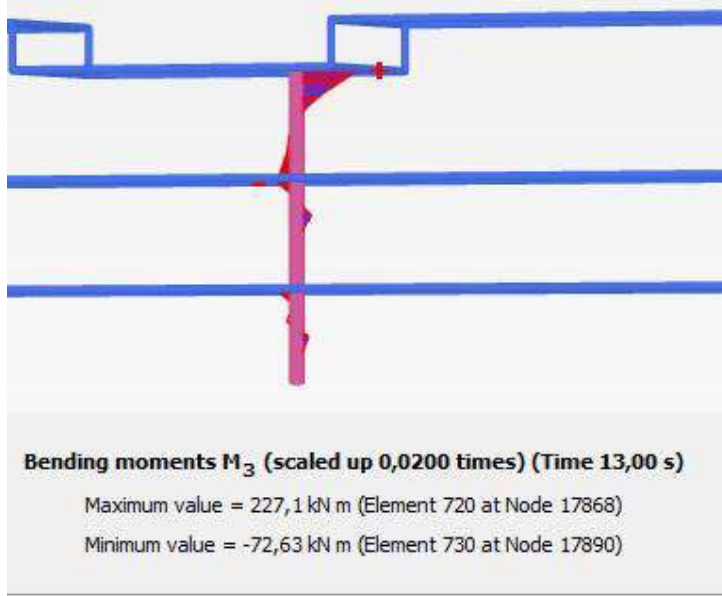 Bending moments M3 (scaled up 0,0200 times) (Time 13,00 s)
Maximum value = 227,1 kN m (Element 720 at Node 17868)
Minimum value = -72,63 kN m (Element 730 at Node 17890)